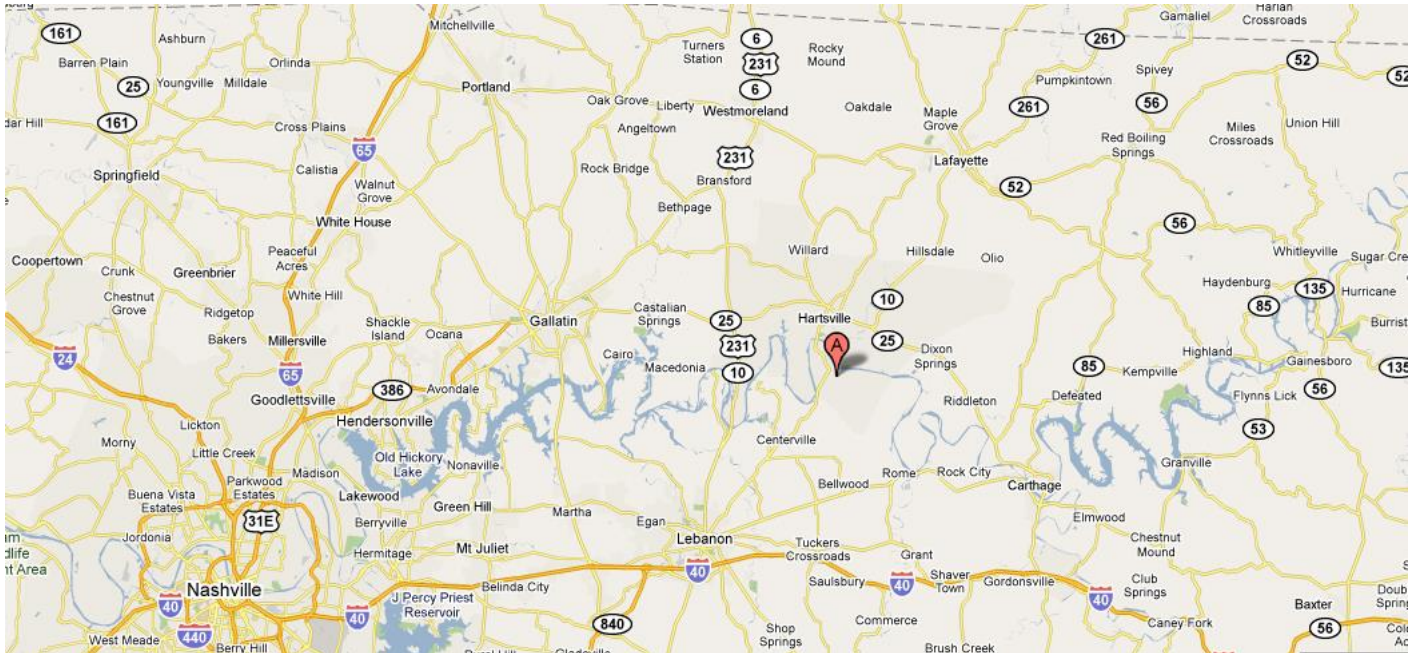 161
Ashburn
Mitchellville
Gamaliel
Harlan
Crossroads
Barren Plain
Orlinda
Turners
Station
6
231
Rocky
Mound
261
52
25
Youngville
Milldale
Portland
6
Pumpkintown
Spivey
52
161
Cross Plains
Oak Grove
Liberty
Westmoreland
Oakdale
Maple
Grove
261
56
Union Hill
Angeltown
Red Boiling
Springs
Miles
Crossroads
65
Springfield
Calistia
Rock Bridge
231
Bransford
Lafayette
52
Walnut
Grove
White House
Bethpage
56
Coopertown
Crunk
Greenbrier
Peaceful
Acres
Willard
Hillsdale
Olio
Whitleyville
Haydenburg
135
Hurricane
Chestnut
Grove
Ridgetop
White Hill
Castalian
Springs
10
85
Bakers
Millersville
Shackle
Island
Ocana
Gallatin
25
Hartsville
24
65
Cairo
231
A
25
Dixon
Springs
Highland
Gainesboro
Goodlettsville
386
Avondale
Macedonia
10
85
Kempville
135
Hendersonville
Riddleton
Defeated
56
Flynns Lick
Lickton
Morny
Little Creek
Centerville
53
Madison
Old Hickory
Lake
Nonaville
Rome
Rock City
Granville
Buena Vista
Estates
Parkwood
Estates
Lakewood
Green Hill
Bellwood
Carthage
31E
Berryville
Martha
Egan
Elmwood
Jordonia
Hermitage
Mt Juliet
Lebanon
Tuckers
Crossroads
Grant
Chestnut
Mound
Nashville
Belinda City
40
Saulsbury
40
Shaver
Town
Gordonsville
Club
Springs
40
40
J Percy Priest
Reservoir
40
Baxter
West Meade
440
Berry Hill
840
Shop
Springs
Commerce
Brush Creek
Caney Fork
56